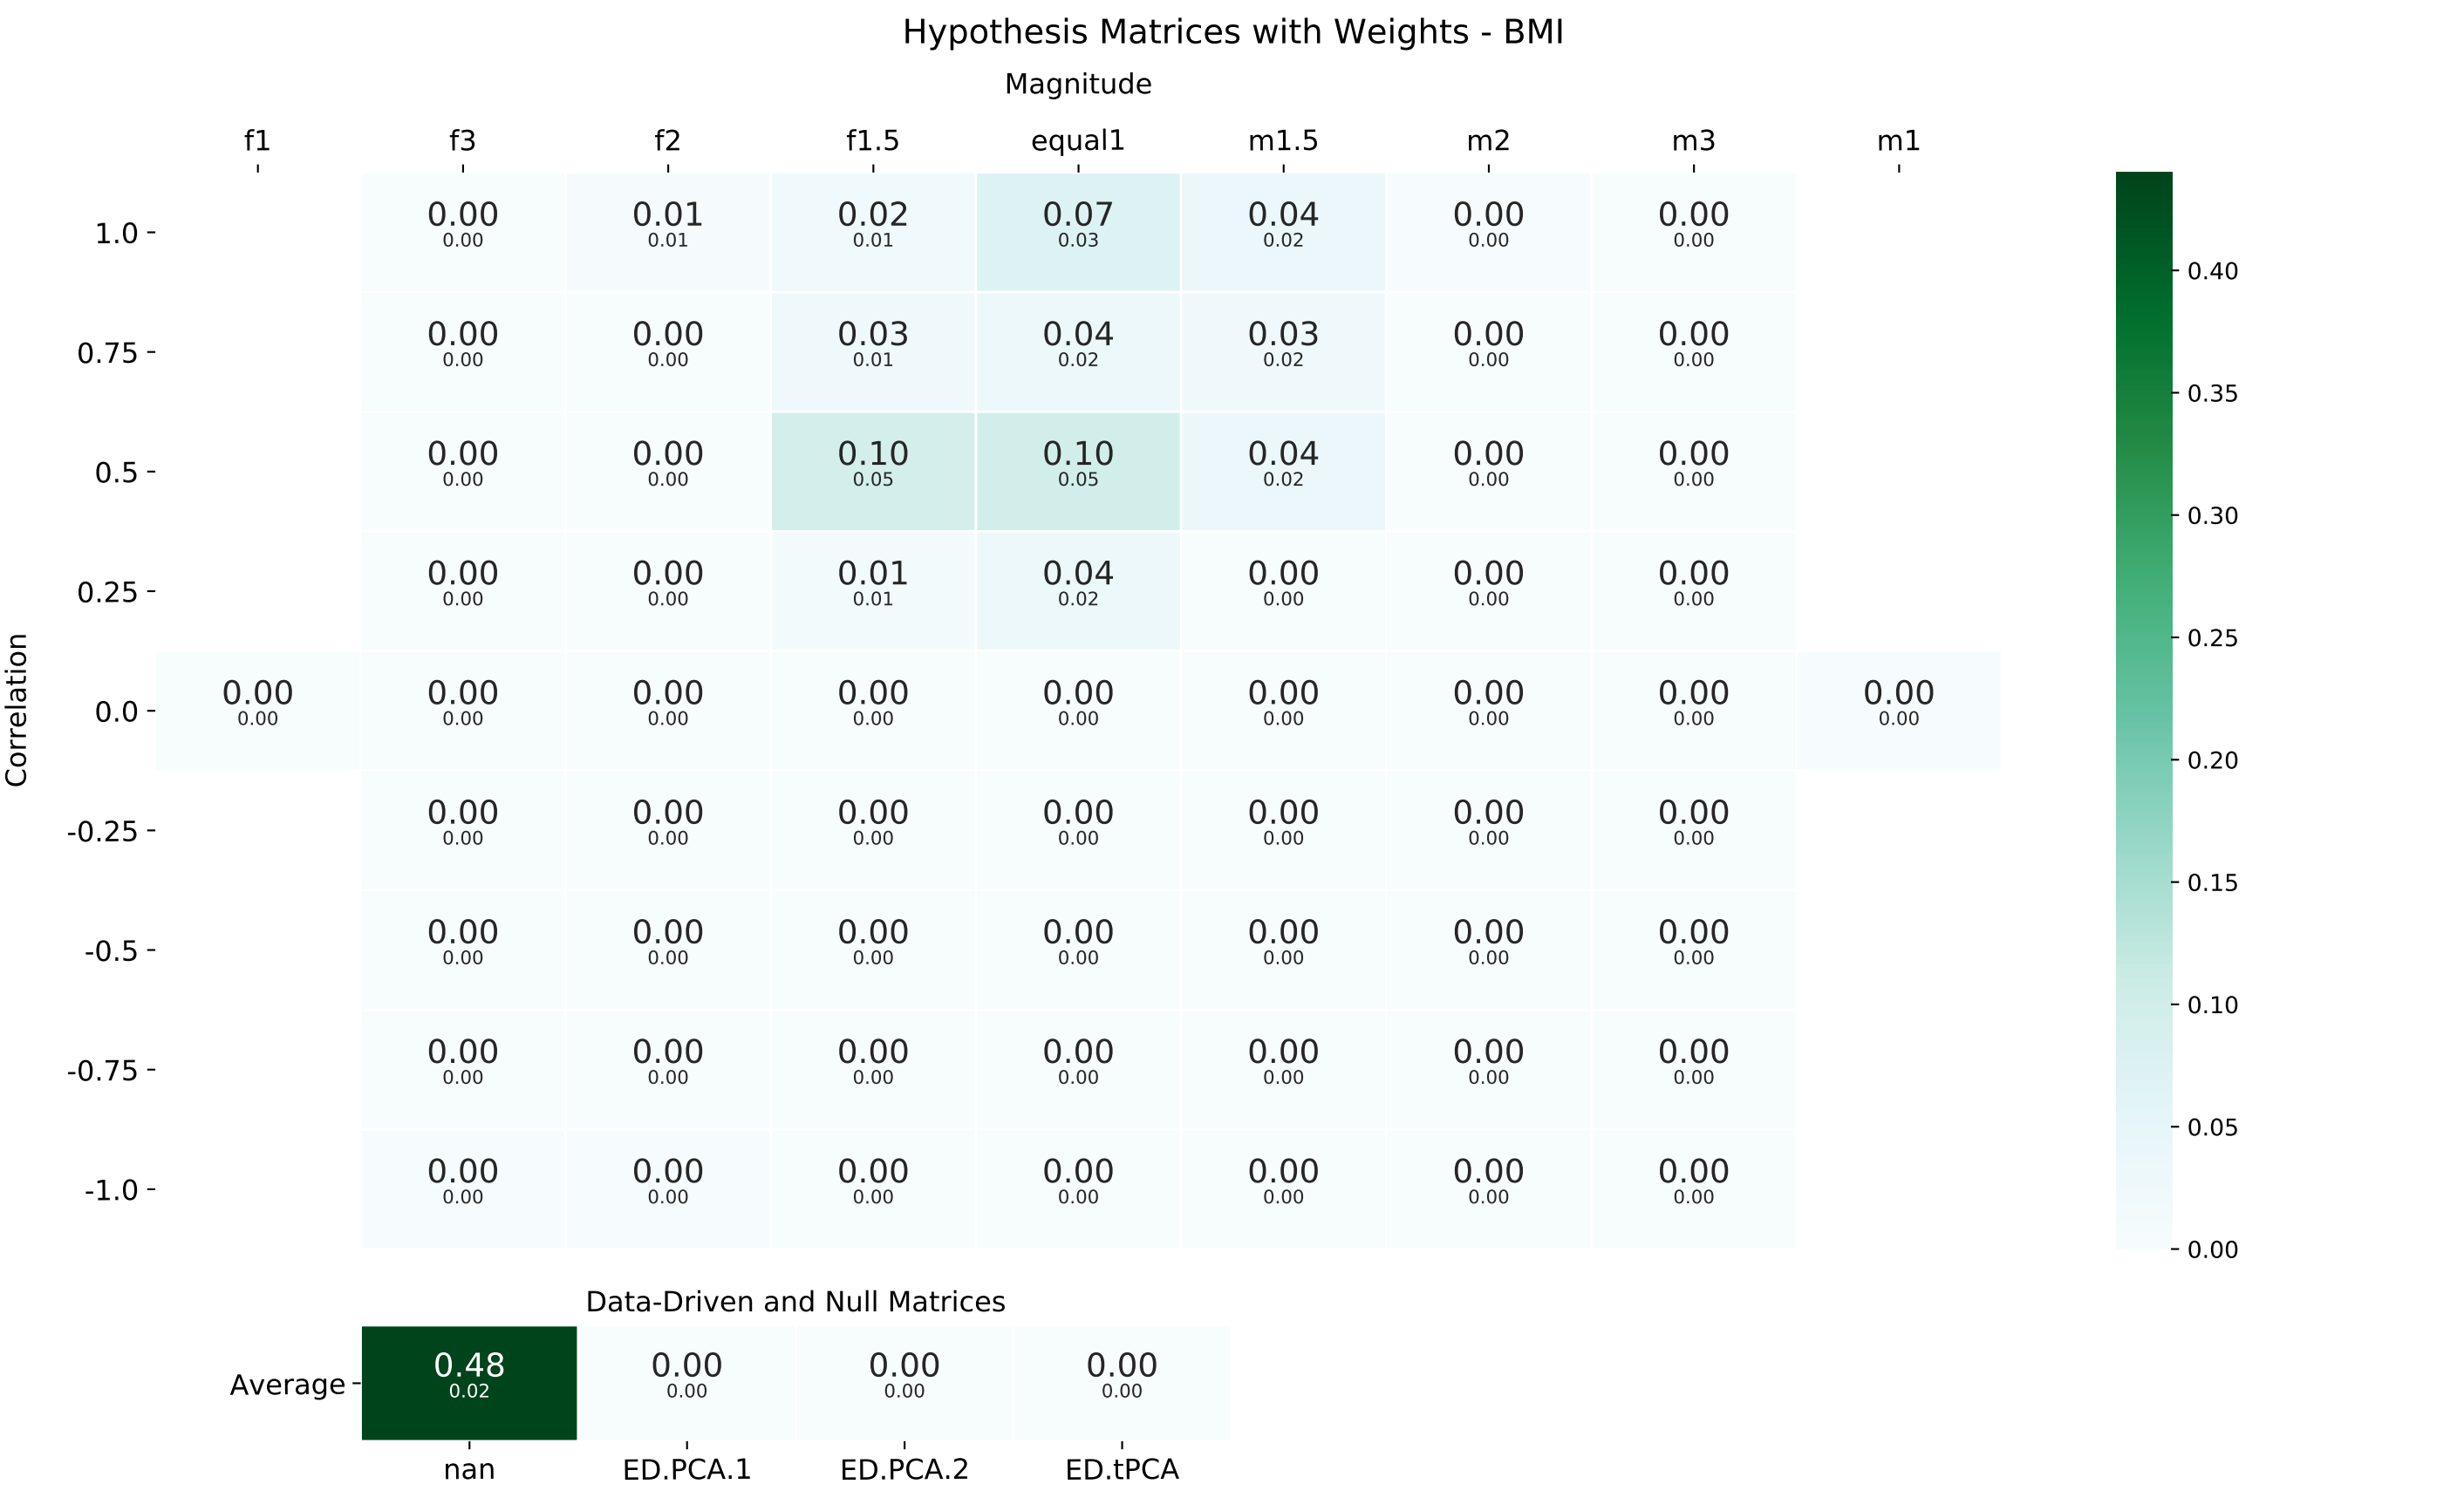 Hypothesis Matrices with Weights - BMI
Magnitude
f1 f3 f2 f1.5 equal1 m1.5 m2 m3 m1
1.0 0.00 0.01 0.02 0.07 0.04 0.00 0.00
0.00 0.01 0.01 0.03 0.02 0.00 0.00
0.75 0.00 0.00 0.03 0.04 0.03 0.00 0.00
0.00 0.00 0.01 0.02 0.02 0.00 0.00
0.5 0.00 0.00 0.10 0.10 0.04 0.00 0.00
0.00 0.00 0.05 0.05 0.02 0.00 0.00
0.25 0.00 0.00 0.01 0.04 0.00 0.00 0.00
0.00 0.00 0.01 0.02 0.00 0.00 0.00
Correlation
0.0 0.00 0.00 0.00 0.00 0.00 0.00 0.00 0.00 0.00
0.00 0.00 0.00 0.00 0.00 0.00 0.00 0.00 0.00
-0.25 0.00 0.00 0.00 0.00 0.00 0.00 0.00
0.00 0.00 0.00 0.00 0.00 0.00 0.00
-0.5 0.00 0.00 0.00 0.00 0.00 0.00 0.00
0.00 0.00 0.00 0.00 0.00 0.00 0.00
-0.75 0.00 0.00 0.00 0.00 0.00 0.00 0.00
0.00 0.00 0.00 0.00 0.00 0.00 0.00
-1.0 0.00 0.00 0.00 0.00 0.00 0.00 0.00
0.00 0.00 0.00 0.00 0.00 0.00 0.00
0.40
0.35
0.30
0.25
0.20
0.15
0.10
0.05
0.00
Data-Driven and Null Matrices
Average 0.48 0.00 0.00 0.00
0.02 0.00 0.00 0.00
nan ED.PCA.1 ED.PCA.2 ED.tPCA